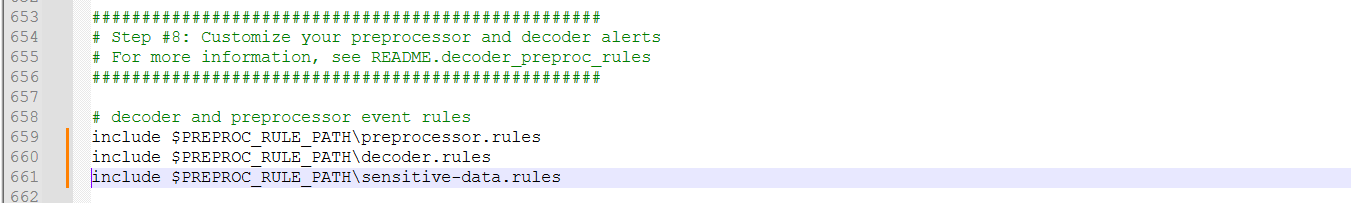 653 ###################################################
654 # Step #8: Customize your preprocessor and decoder alerts
655 # For more information, see README.decoder_preproc_rules
656 ###################################################
657
658 # decoder and preprocessor event rules
659 include $PREPROC_RULE_PATH\preprocessor.rules
660 include $PREPROC_RULE_PATH\decoder.rules
661 include $PREPROC_RULE_PATH\sensitive-data.rules
662